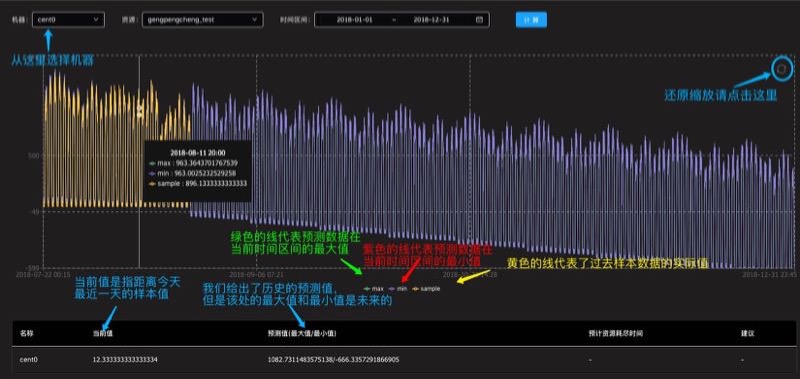 机器: cent0 资源: gengpengcheng_test 时间区间: 2018-01-01 ~ 2018-12-31 计 算
从这里选择机器
还原缩放请点击这里
500
-49
-599
2018-08-11 20:00
max : 963.3643701767539
min : 963.0025232529258
sample : 896.1333333333333
绿色的线代表预测数据在
当前时间区间的最大值
紫色的线代表预测数据在
当前时间区间的最小值
黄色的线代表了过去样本数据的实际值
2018-07-22 00:15 2018-09-06 07:21 2018-12-31 23:45
当前值是指距离今天
最近一天的样本值
我们给出了历史的预测值,
但是该处的最大值和最小值是未来的
max min sample
名称 当前值 预测值(最大值/最小值) 预计资源耗尽时间 建议
cent0 12.333333333333334 1082.7311483575138/-666.3357291866905 - -